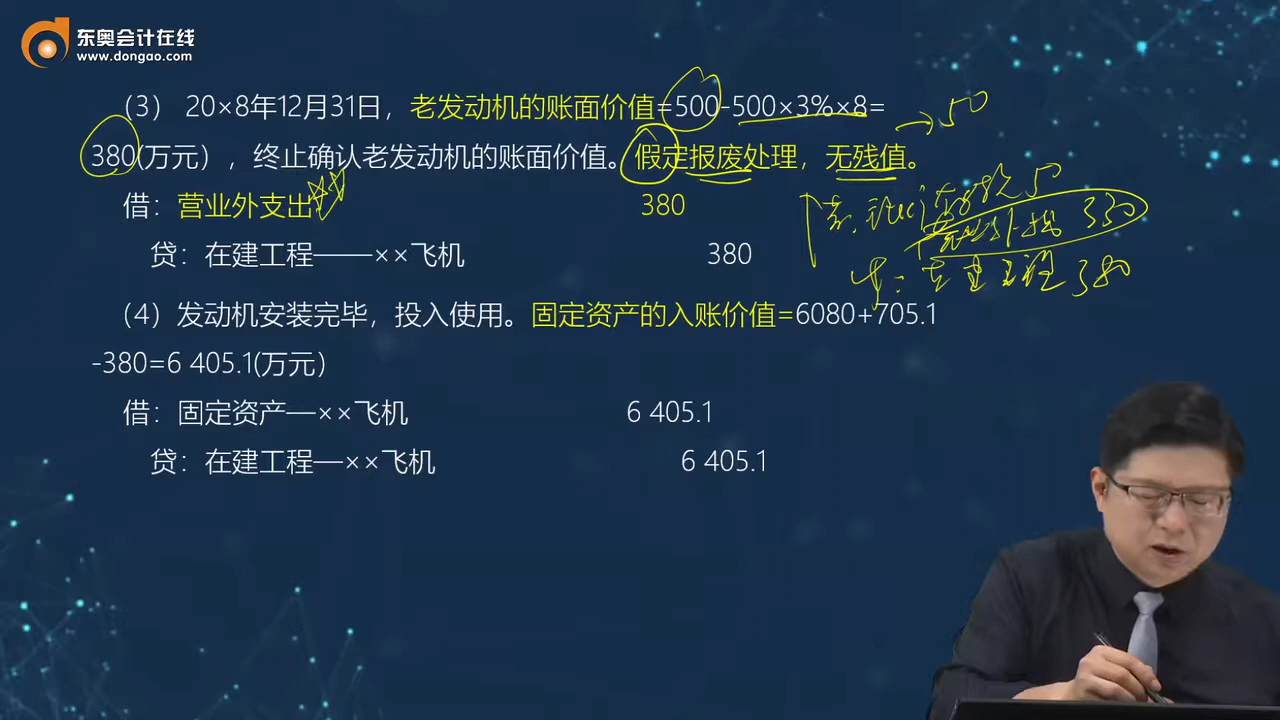 东奥会计在线
www.dongao.com
（3） 20×8年12月31日，老发动机的账面价值=500-500×3%×8=
380(万元），终止确认老发动机的账面价值。假定报废处理，无残值。
50
借：营业外支出 380
50
330
贷：在建工程——××飞机 380
在建工程 380
（4）发动机安装完毕，投入使用。固定资产的入账价值=6080+705.1
-380=6 405.1(万元）
借：固定资产—××飞机 6 405.1
贷：在建工程—××飞机 6 405.1